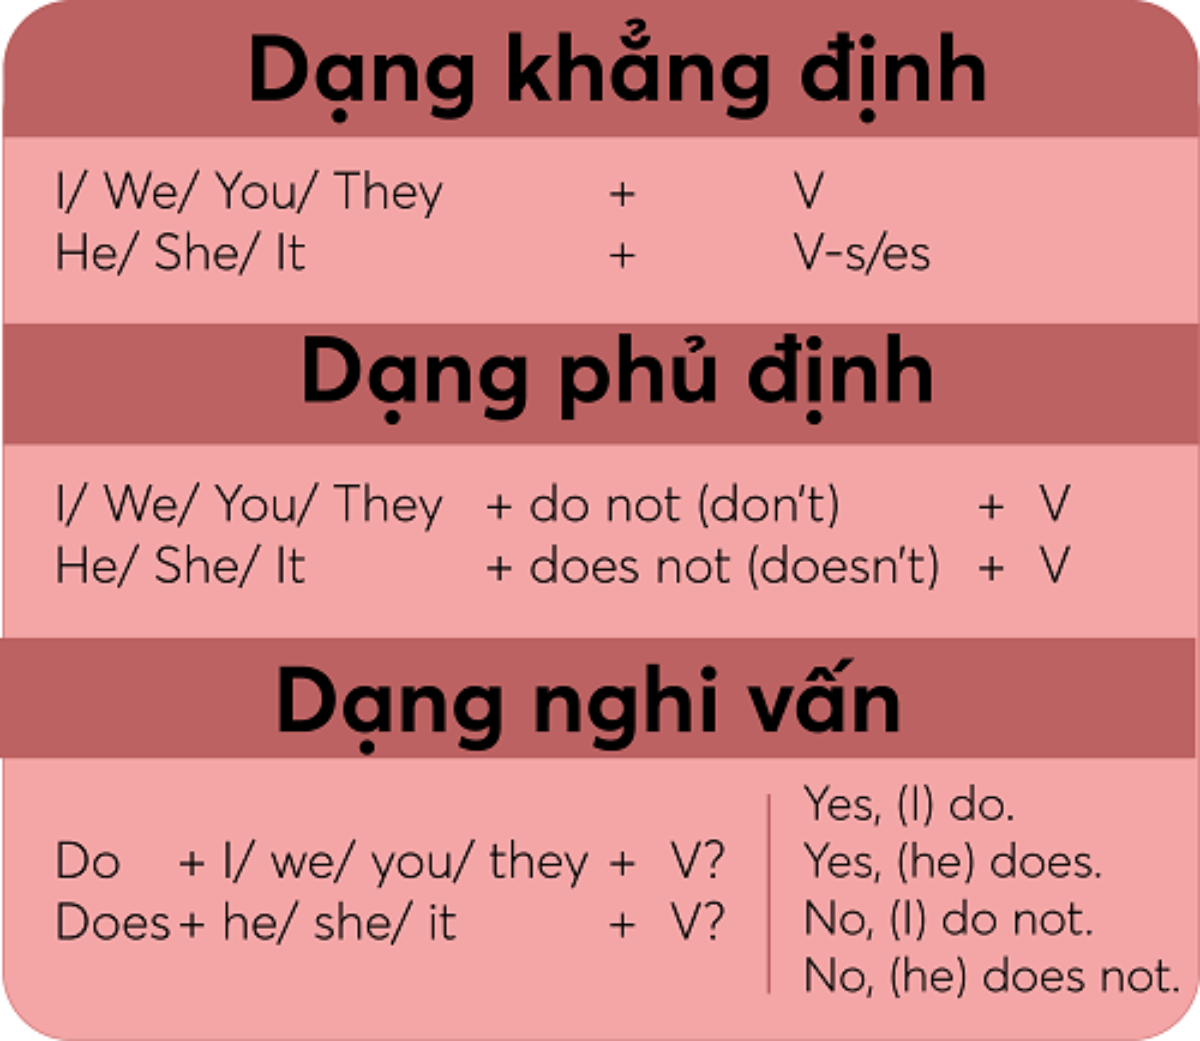 Dạng khẳng định
I/ We/ You/ They + V
He/ She/ It + V-s/es
Dạng phủ định
I/ We/ You/ They + do not (don't) + V
He/ She/ It + does not (doesn't) + V
Dạng nghi vấn
Do + I/ we/ you/ they + V?
Does + he/ she/ it + V?
Yes, (I) do.
Yes, (he) does.
No, (I) do not.
No, (he) does not.